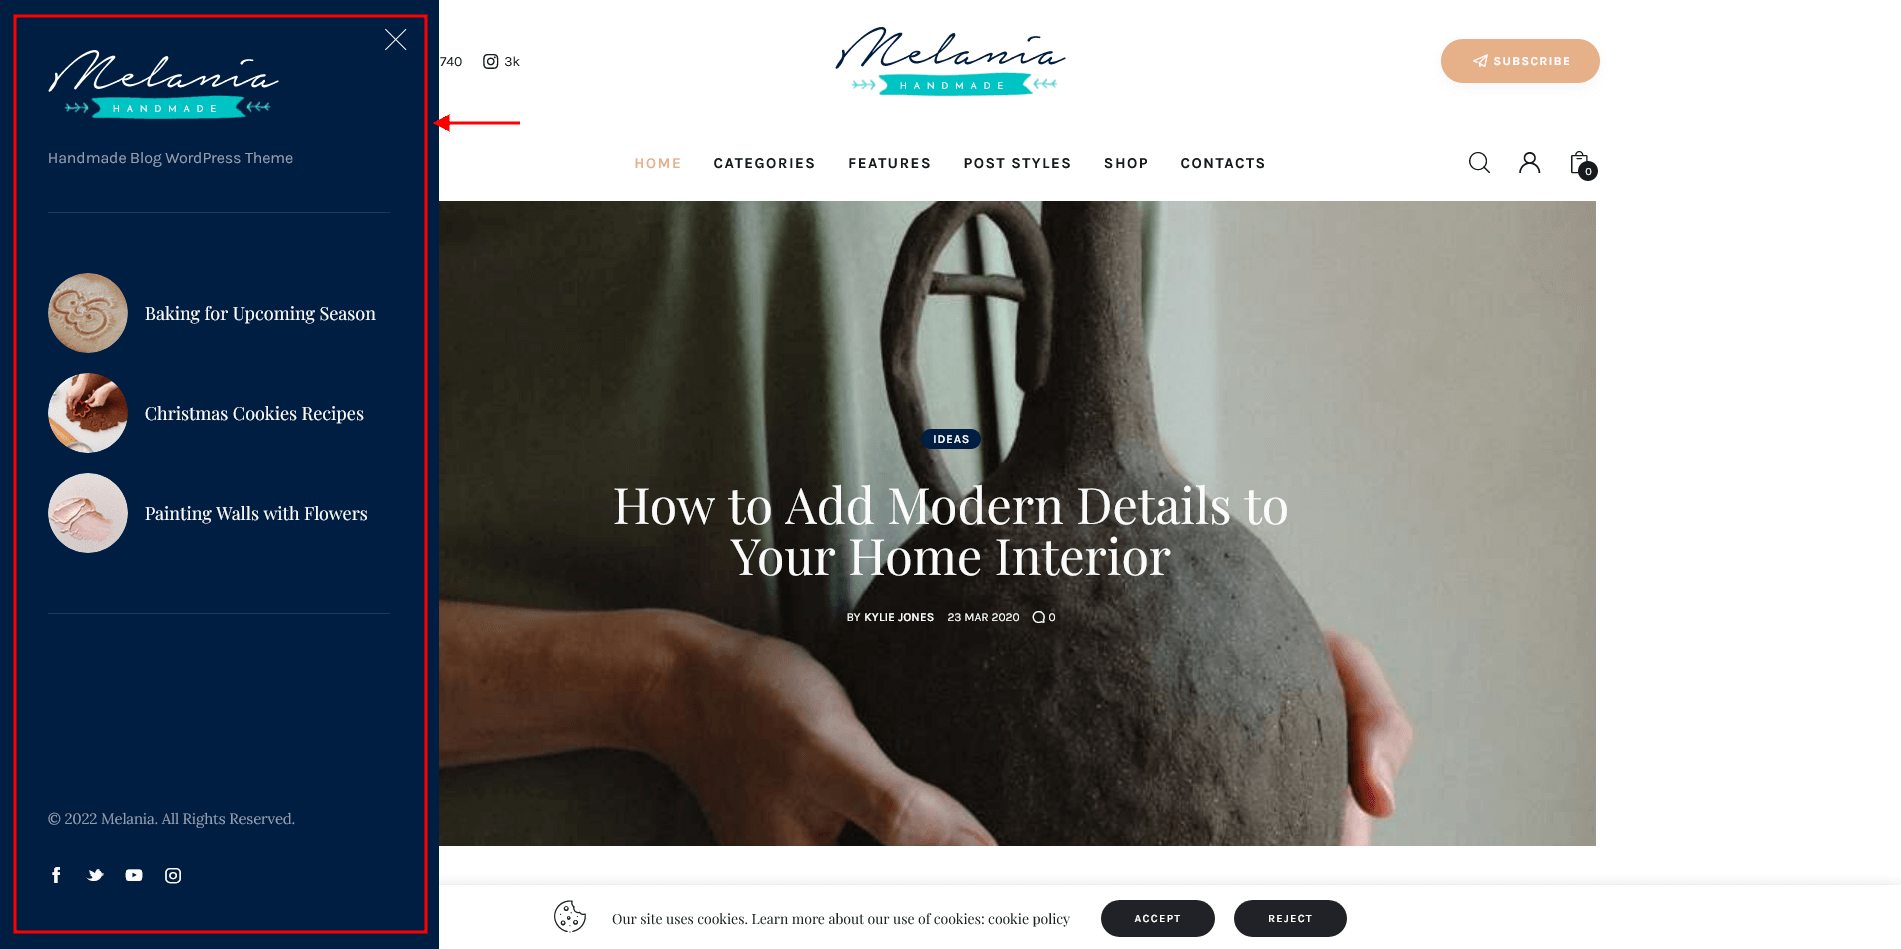 Melania
HANDMADE
Handmade Blog WordPress Theme
Baking for Upcoming Season
Christmas Cookies Recipes
Painting Walls with Flowers
© 2022 Melania. All Rights Reserved.
740 3k
Melania
HANDMADE
SUBSCRIBE
HOME CATEGORIES FEATURES POST STYLES SHOP CONTACTS
0
IDEAS
How to Add Modern Details to
Your Home Interior
BY KYLIE JONES 23 MAR 2020 0
Our site uses cookies. Learn more about our use of cookies: cookie policy
ACCEPT REJECT